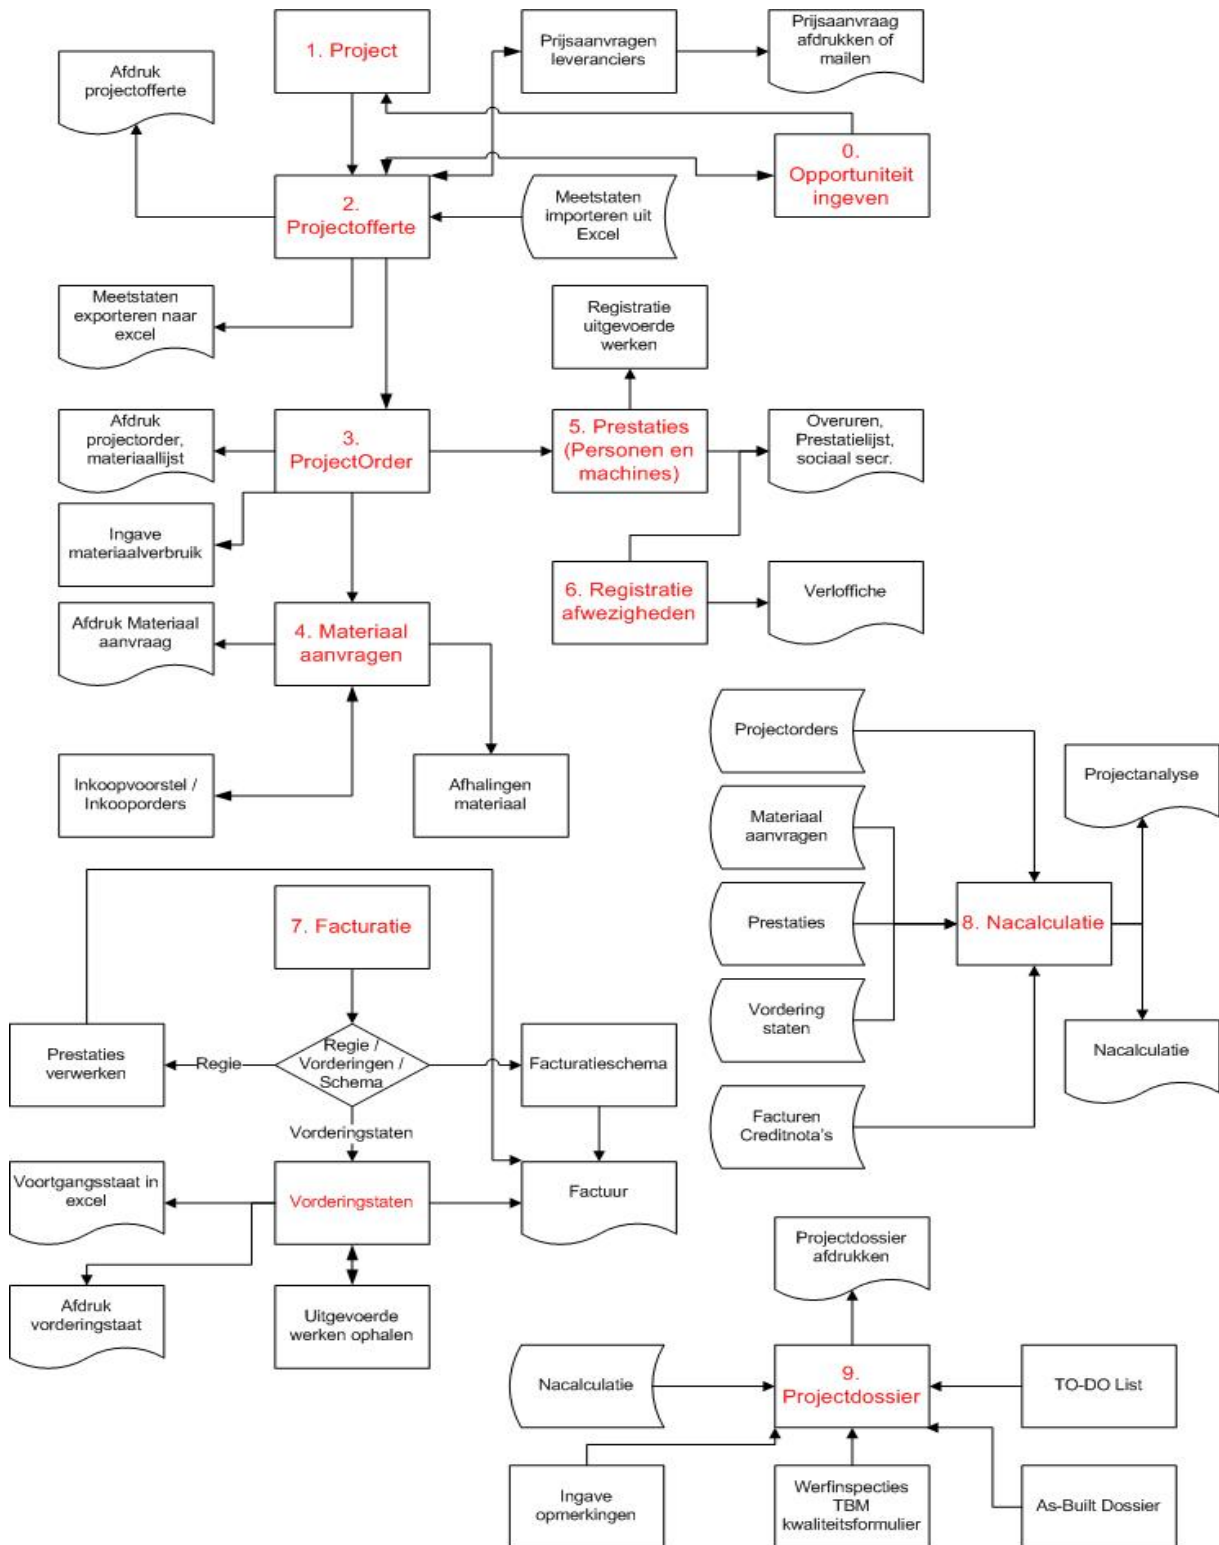 1. Project
Prijsaanvragen
leveranciers
Prijsaanvraag
afdrukken of
mailen
Afdruk
projectofferte
0.
Opportuniteit
ingeven
2.
Projectofferte
Meetstaten
importeren uit
Excel
Meetstaten
exporteren naar
excel
Registratie
uitgevoerde
werken
Afdruk
projectorder,
materiaallijst
3.
ProjectOrder
5. Prestaties
(Personen en
machines)
Overuren,
Prestatielijst,
sociaal secr.
Ingave
materiaalverbruik
6. Registratie
afwezigheden
Verloffiche
Afdruk Materiaal
aanvraag
4. Materiaal
aanvragen
Inkoopvoorstel /
Inkooporders
Afhalingen
materiaal
Projectorders
Projectanalyse
Materiaal
aanvragen
Prestaties
8. Nacalculatie
Vordering
staten
Nacalculatie
Facturen
Creditnota's
7. Facturatie
Prestaties
verwerken
Regie
Regie /
Vorderingen /
Schema
Facturatieschema
Vorderingstaten
Voortgangsstaat in
excel
Vorderingstaten
Factuur
Afdruk
vorderingstaat
Uitgevoerde
werken ophalen
Projectdossier
afdrukken
Nacalculatie
9.
Projectdossier
TO-DO List
Ingave
opmerkingen
Werfinspecties
TBM
kwaliteitsformulier
As-Built Dossier